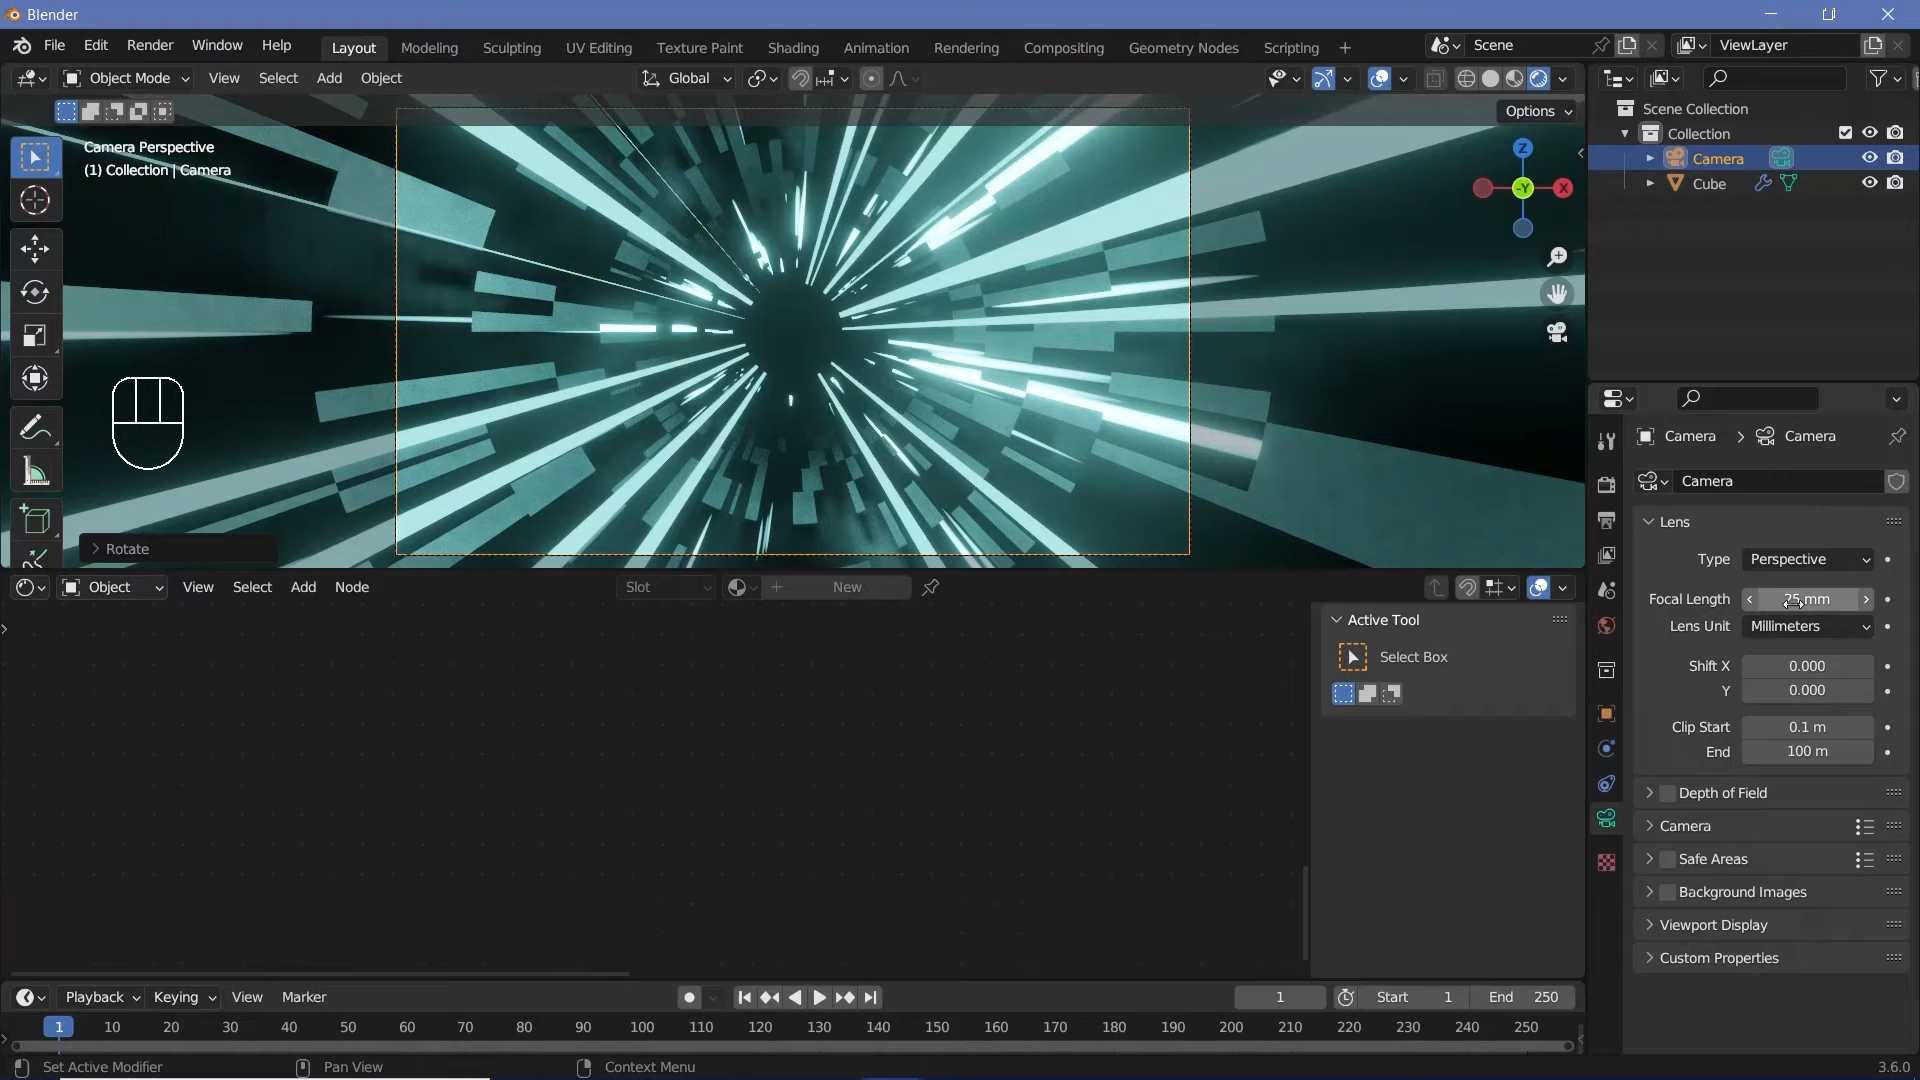 Blender
File Edit Render Window Help
Layout Modeling Sculpting UV Editing Texture Paint Shading Animation Rendering Compositing Geometry Nodes Scripting +
Scene
ViewLayer
Object Mode View Select Add Object
Global
Options
Camera Perspective
(1) Collection | Camera
Z
-Y
X
Rotate
Scene Collection
Collection
Camera
Cube
Camera > Camera
Camera
Lens
Type Perspective
Focal Length 25 mm
Lens Unit Millimeters
Shift X 0.000
Y 0.000
Clip Start 0.1 m
End 100 m
Depth of Field
Camera
Safe Areas
Background Images
Viewport Display
Custom Properties
Object View Select Add Node
Slot
New
Active Tool
Select Box
Playback Keying View Marker
1
Start 1
End 250
1 10 20 30 40 50 60 70 80 90 100 110 120 130 140 150 160 170 180 190 200 210 220 230 240 250
Set Active Modifier
Pan View
Context Menu
3.6.0